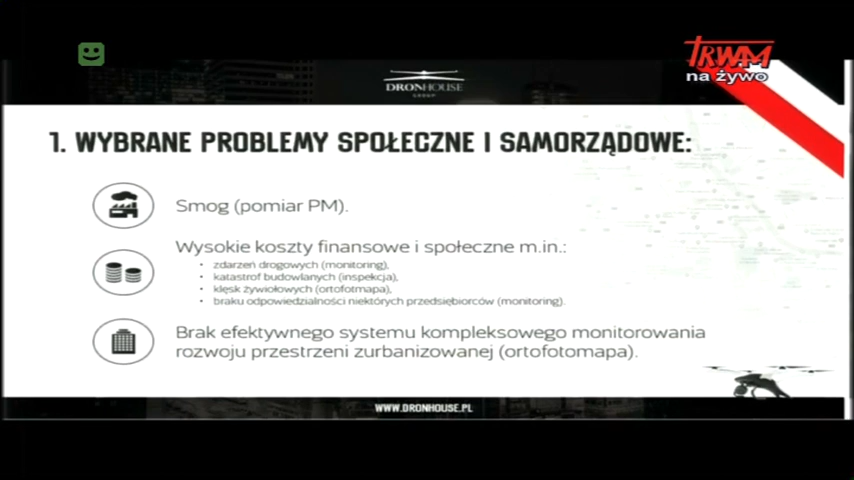 TRWAM
na żywo
DRONHOUSE
GROUP
1. WYBRANE PROBLEMY SPOŁECZNE I SAMORZĄDOWE:
Smog (pomiar PM).
Wysokie koszty finansowe i społeczne m.in.:
• zdarzeń drogowych (monitoring),
• katastrof budowlanych (inspekcja),
• klęsk żywiołowych (ortofotmapa),
• braku odpowiedzialności niektórych przedsiębiorców (monitoring).
Brak efektywnego systemu kompleksowego monitorowania
rozwoju przestrzeni zurbanizowanej (ortofotomapa).
WWW.DRONHOUSE.PL